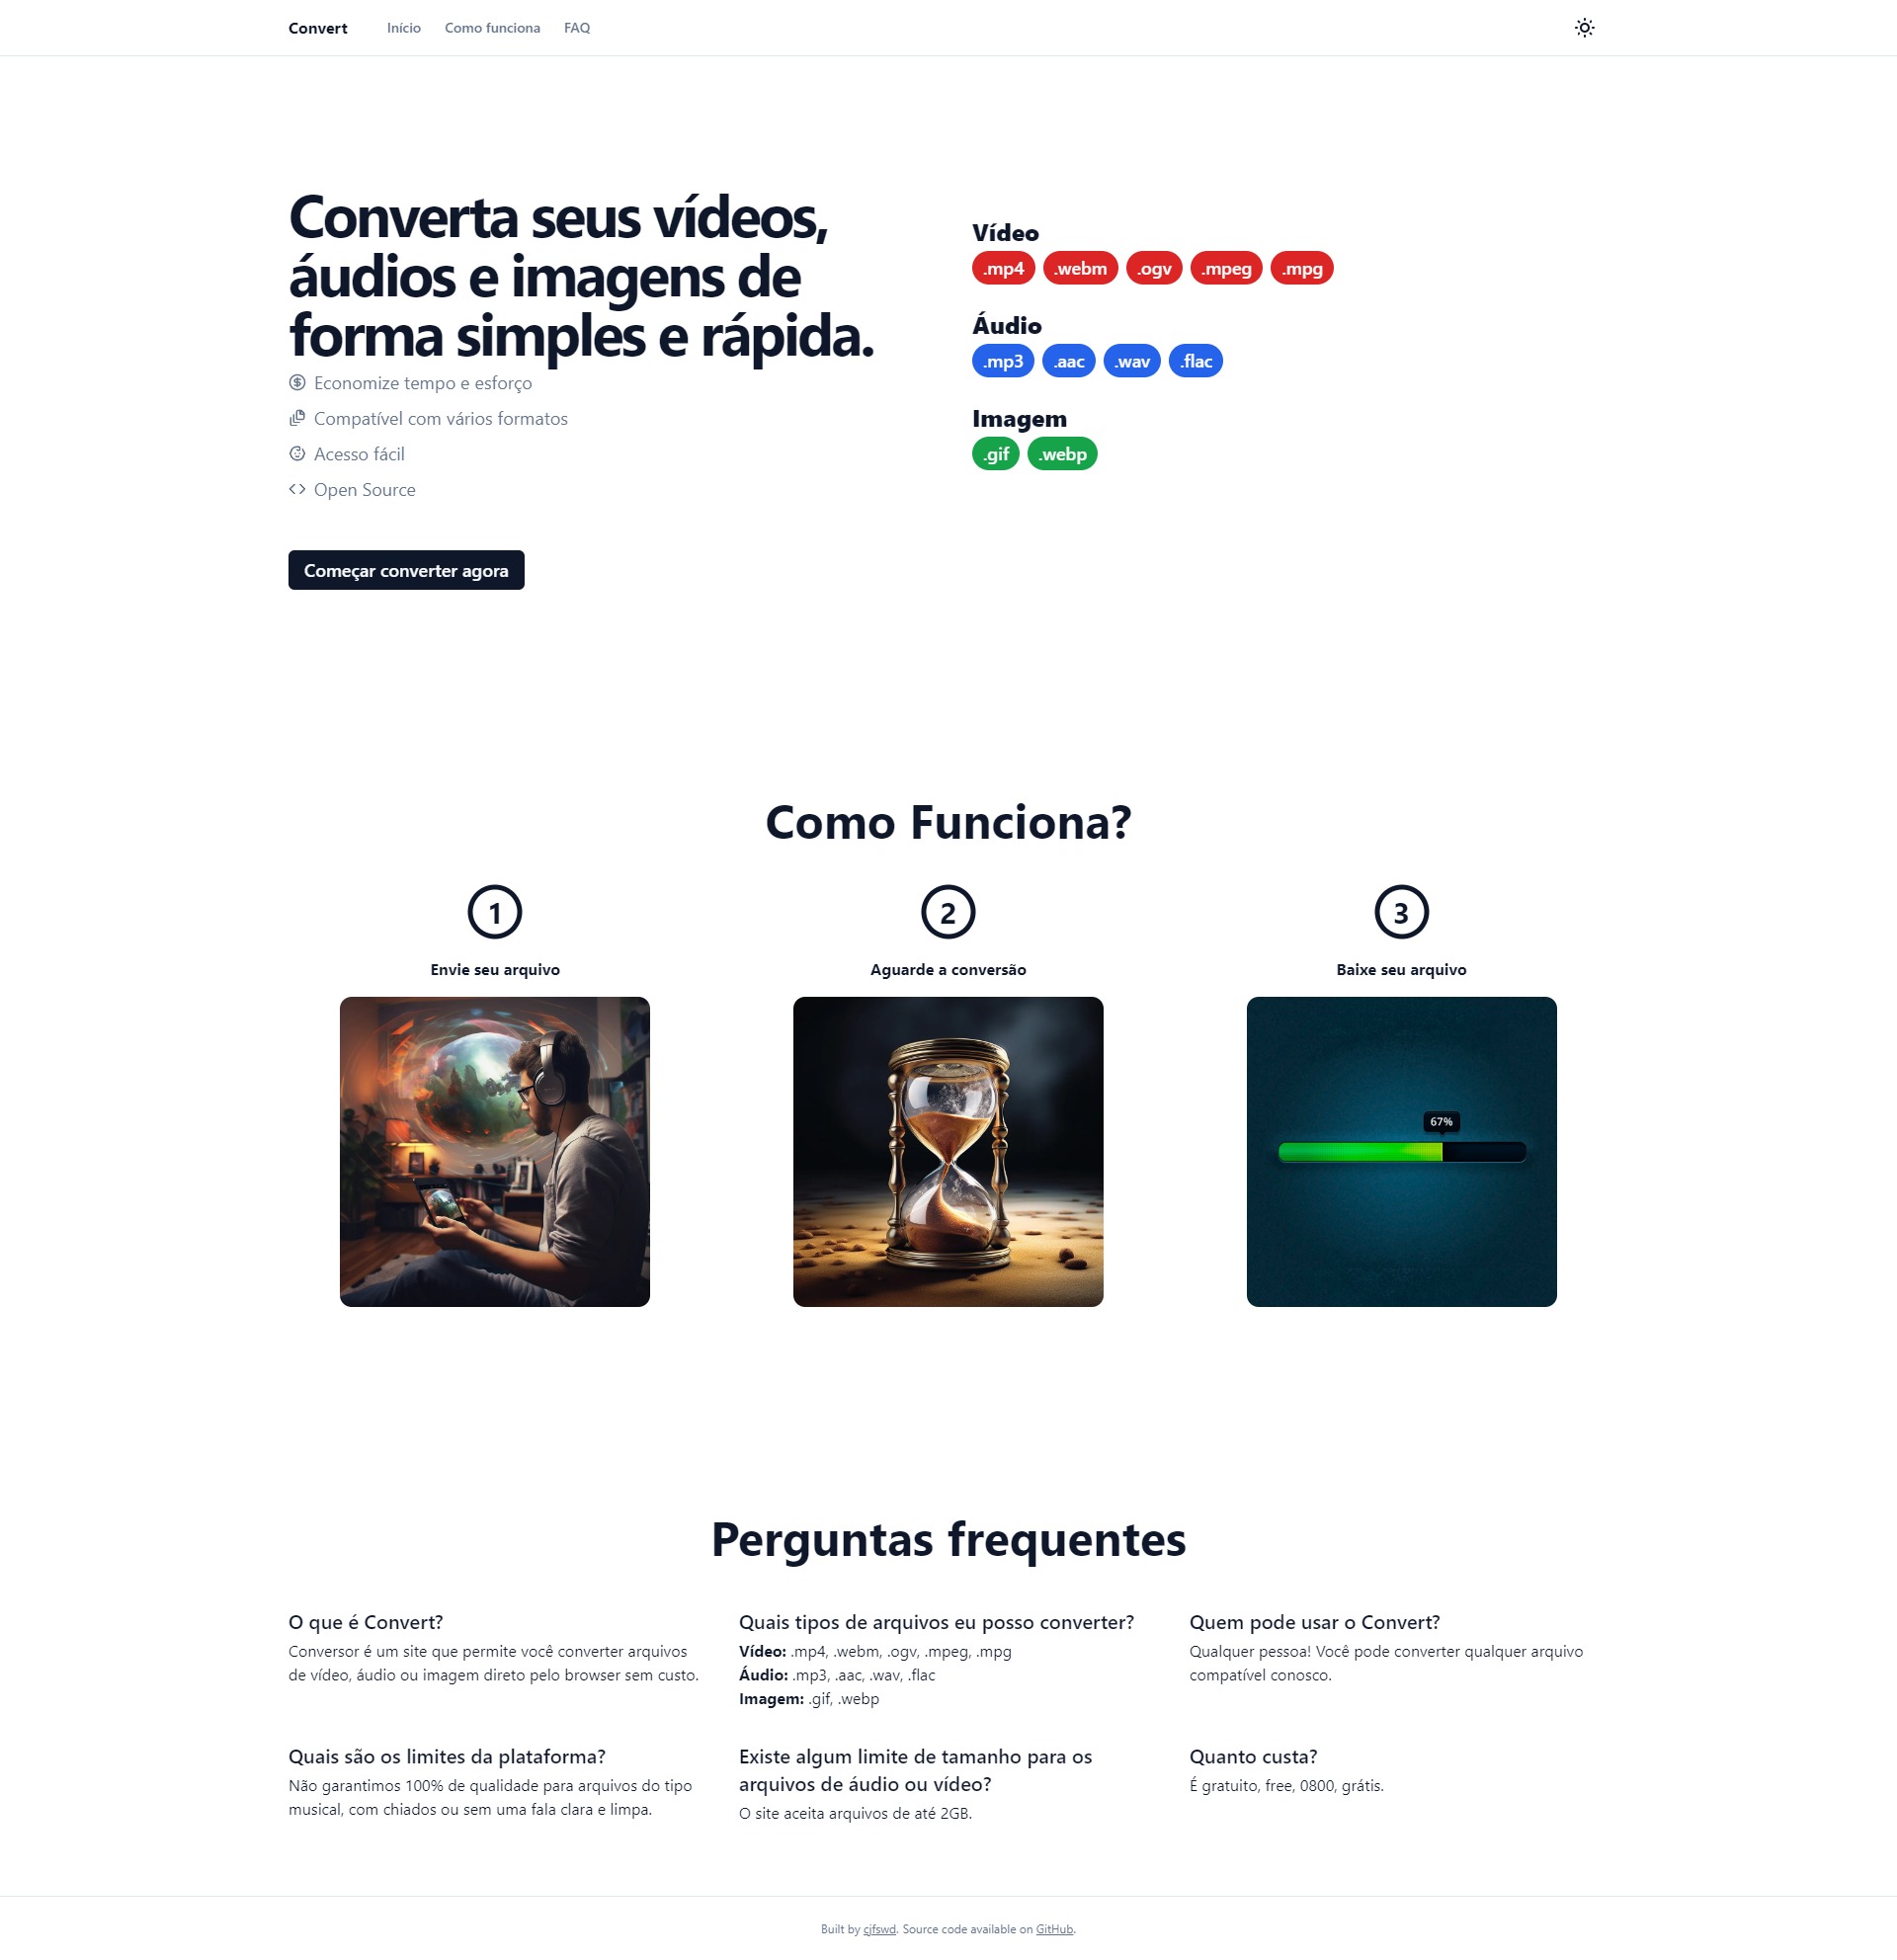 Convert Início Como funciona FAQ
Converta seus vídeos,
áudios e imagens de
forma simples e rápida.
Economize tempo e esforço
Compatível com vários formatos
Acesso fácil
Open Source
Começar converter agora
Vídeo
.mp4 .webm .ogv .mpeg .mpg
Áudio
.mp3 .aac .wav .flac
Imagem
.gif .webp
Como Funciona?
1
Envie seu arquivo
2
Aguarde a conversão
3
Baixe seu arquivo
67%
Perguntas frequentes
O que é Convert?
Conversor é um site que permite você converter arquivos
de vídeo, áudio ou imagem direto pelo browser sem custo.
Quais tipos de arquivos eu posso converter?
Vídeo: .mp4, .webm, .ogv, .mpeg, .mpg
Áudio: .mp3, .aac, .wav, .flac
Imagem: .gif, .webp
Quem pode usar o Convert?
Qualquer pessoa! Você pode converter qualquer arquivo
compatível conosco.
Quais são os limites da plataforma?
Não garantimos 100% de qualidade para arquivos do tipo
musical, com chiados ou sem uma fala clara e limpa.
Existe algum limite de tamanho para os
arquivos de áudio ou vídeo?
O site aceita arquivos de até 2GB.
Quanto custa?
É gratuito, free, 0800, grátis.
Built by cjfswd. Source code available on GitHub.